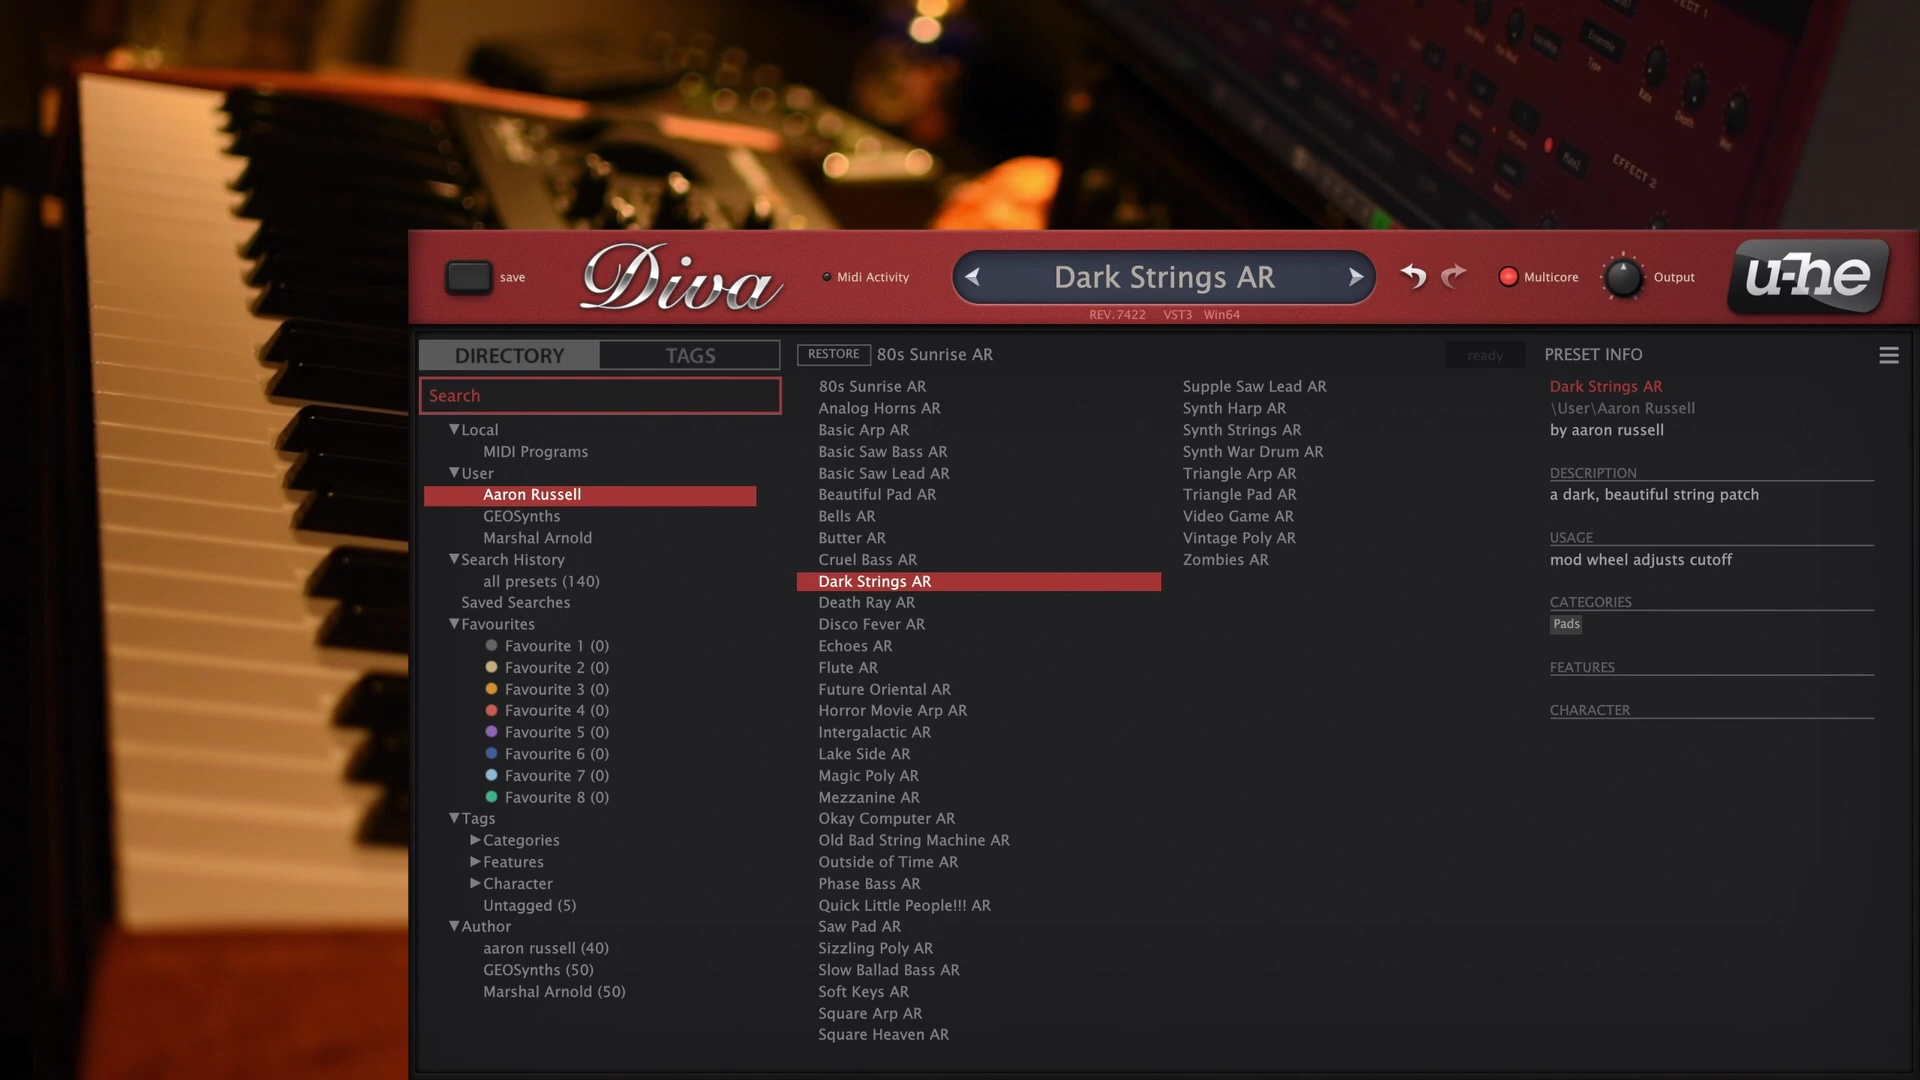 EFFECT 1
Ensemble
Type
Rate
Depth
Wet
Plate2
EFFECT 2
save
Diva
Midi Activity
Dark Strings AR
REV.7422 VST3 Win64
Multicore
Output
u-he
DIRECTORY
TAGS
Search
Local
MIDI Programs
User
Aaron Russell
GEOSynths
Marshal Arnold
Search History
all presets (140)
Saved Searches
Favourites
Favourite 1 (0)
Favourite 2 (0)
Favourite 3 (0)
Favourite 4 (0)
Favourite 5 (0)
Favourite 6 (0)
Favourite 7 (0)
Favourite 8 (0)
Tags
Categories
Features
Character
Untagged (5)
Author
aaron russell (40)
GEOSynths (50)
Marshal Arnold (50)
RESTORE 80s Sunrise AR
ready
80s Sunrise AR
Analog Horns AR
Basic Arp AR
Basic Saw Bass AR
Basic Saw Lead AR
Beautiful Pad AR
Bells AR
Butter AR
Cruel Bass AR
Dark Strings AR
Death Ray AR
Disco Fever AR
Echoes AR
Flute AR
Future Oriental AR
Horror Movie Arp AR
Intergalactic AR
Lake Side AR
Magic Poly AR
Mezzanine AR
Okay Computer AR
Old Bad String Machine AR
Outside of Time AR
Phase Bass AR
Quick Little People!!! AR
Saw Pad AR
Sizzling Poly AR
Slow Ballad Bass AR
Soft Keys AR
Square Arp AR
Square Heaven AR
Supple Saw Lead AR
Synth Harp AR
Synth Strings AR
Synth War Drum AR
Triangle Arp AR
Triangle Pad AR
Video Game AR
Vintage Poly AR
Zombies AR
PRESET INFO
Dark Strings AR
\User\Aaron Russell
by aaron russell
DESCRIPTION
a dark, beautiful string patch
USAGE
mod wheel adjusts cutoff
CATEGORIES
Pads
FEATURES
CHARACTER